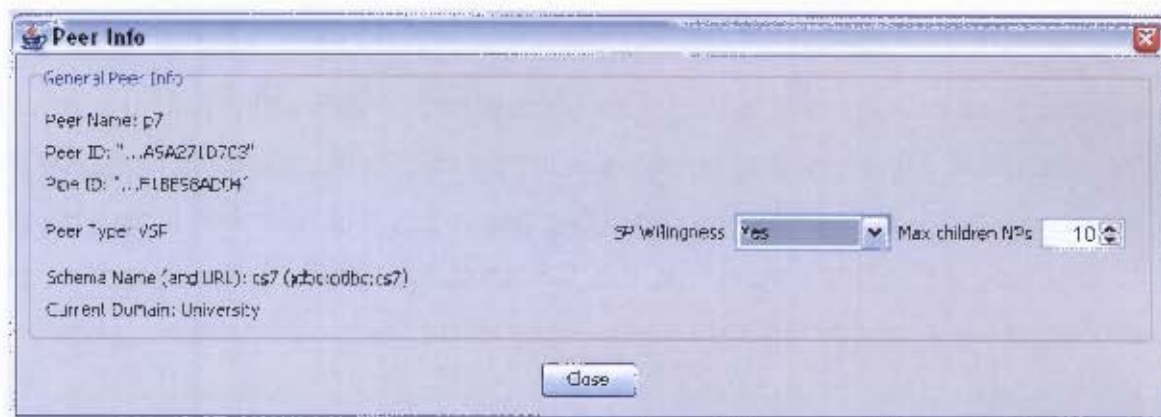 Peer Info
General Peer Info
Peer Name: p7
Peer ID: "...A5A271D7C3"
Pipe ID:
Peer Type: VSP SP Willingness Yes Max children NPs 10
Schema Name (and URL): cs7 (jdbc:odbc:cs7)
Current Domain: University
Close